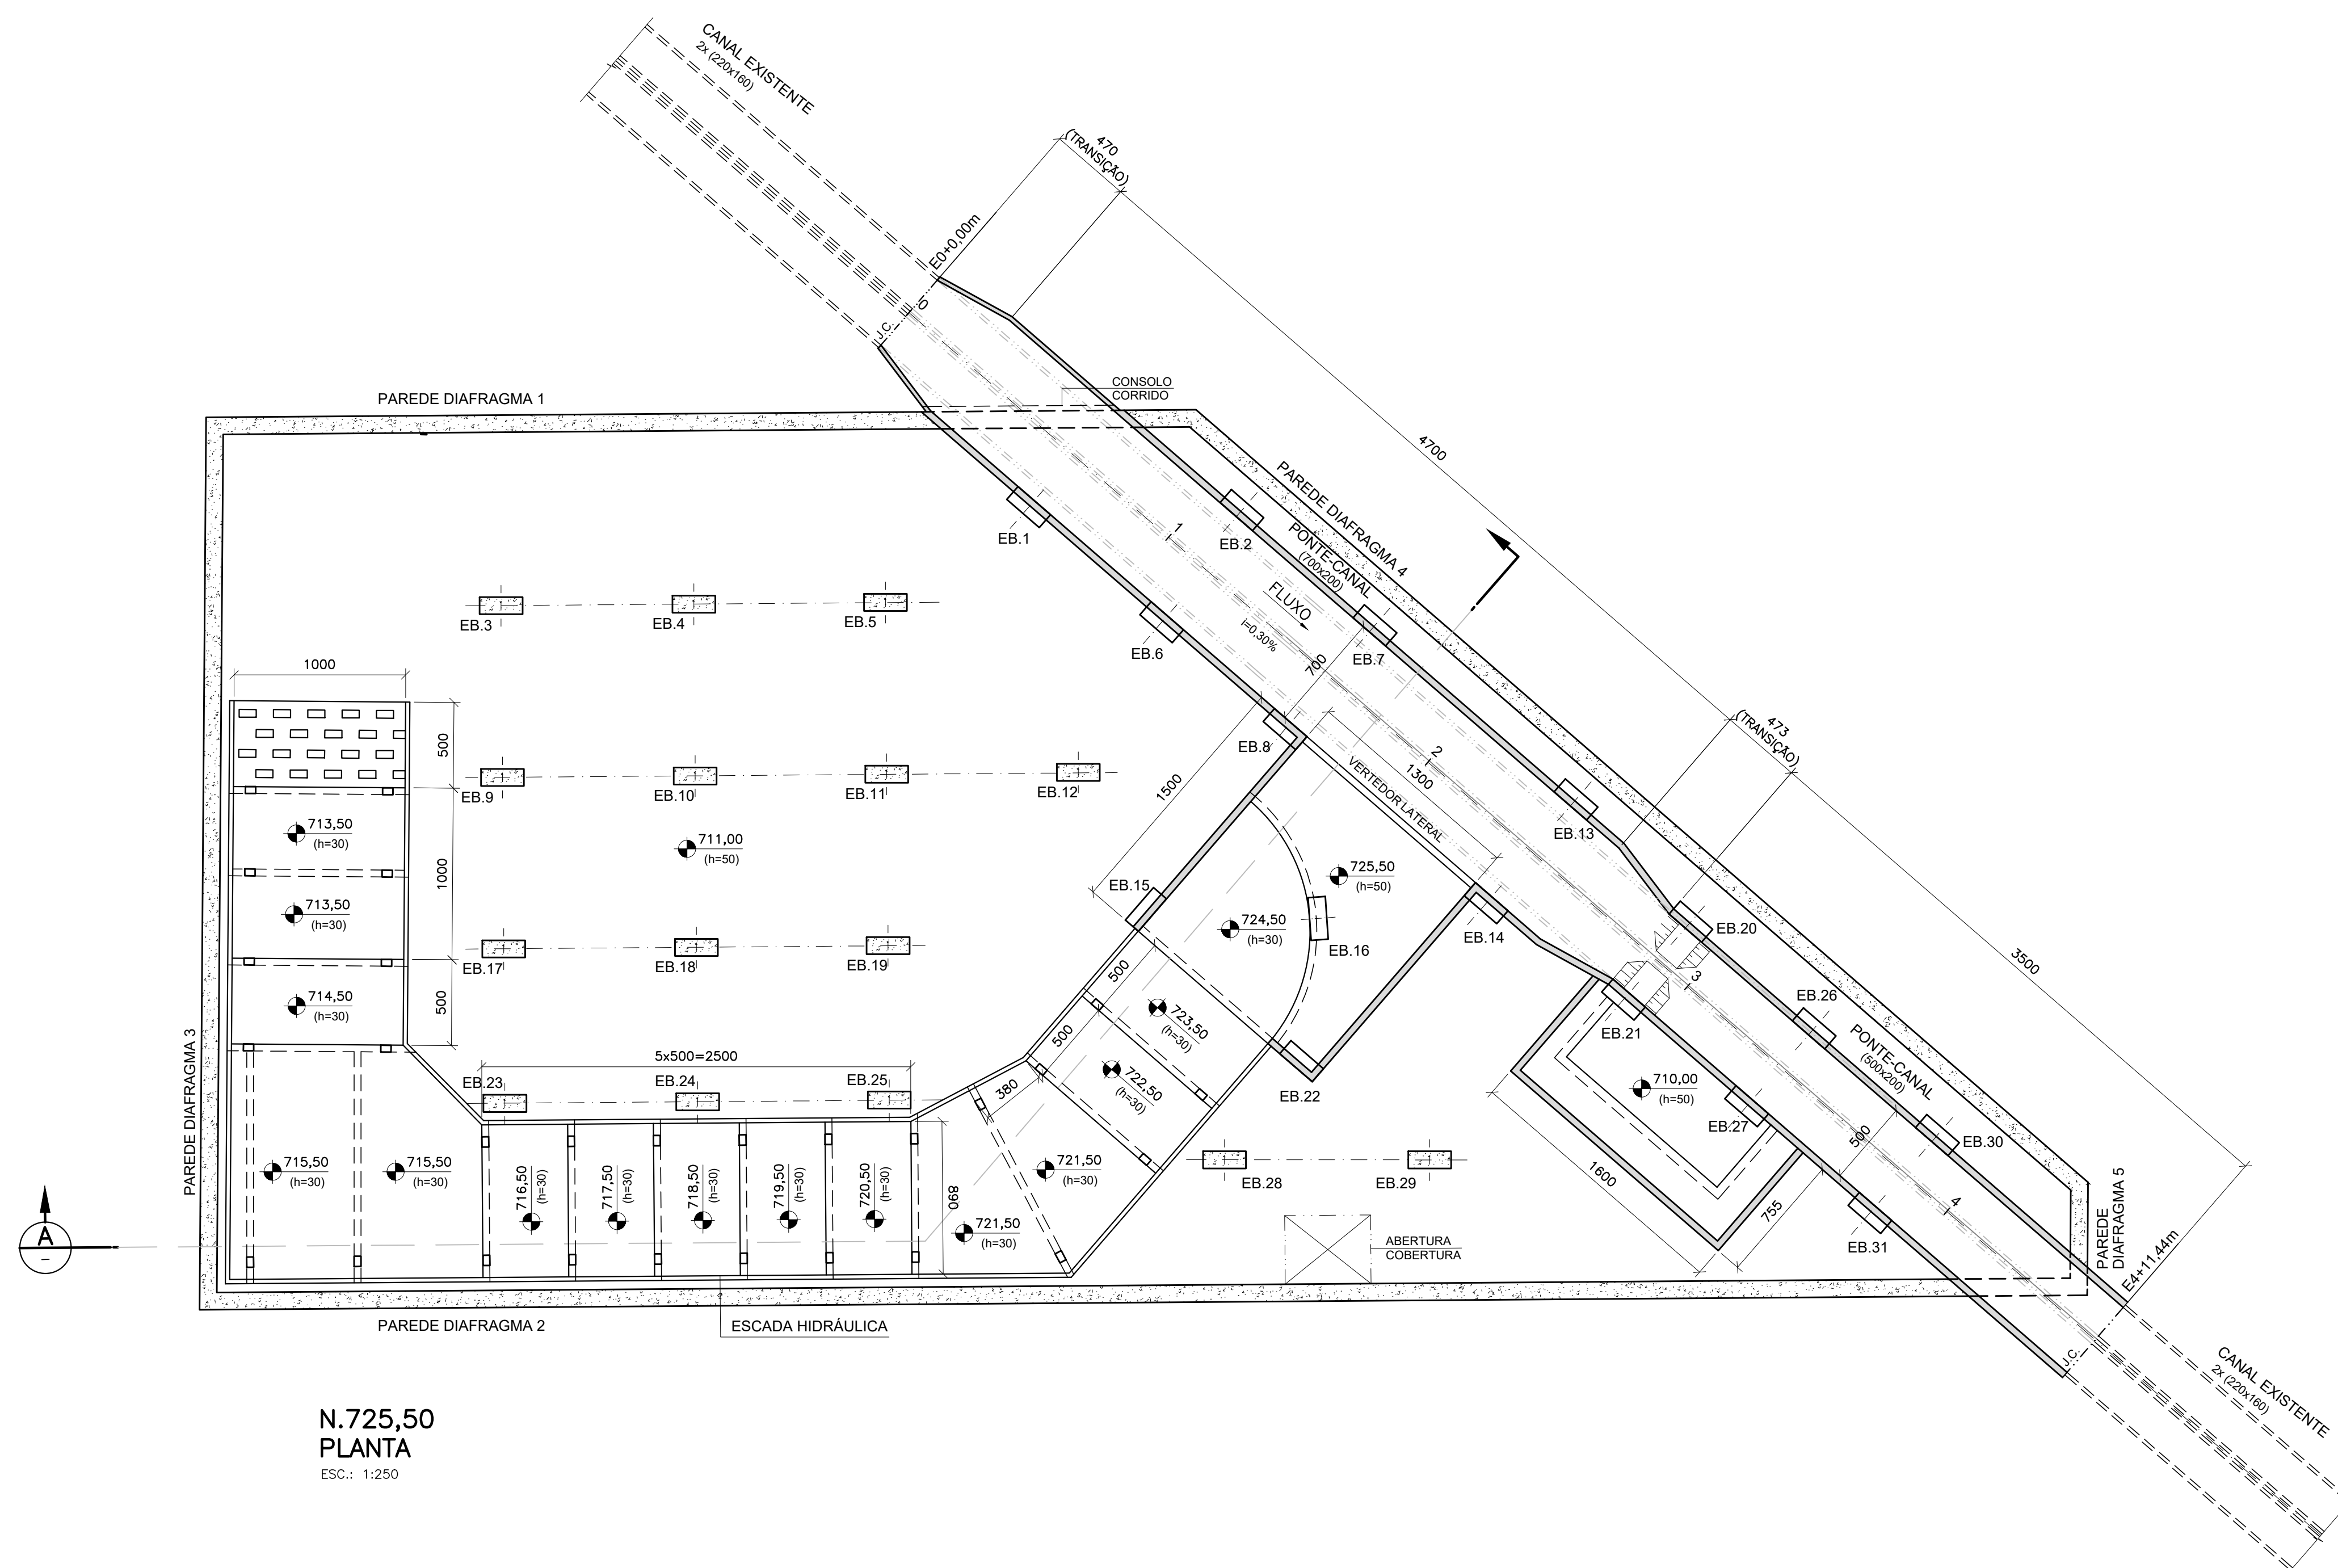 CANAL EXISTENTE
2x (220x160)
470
(TRANSIÇÃO)
E0+0,00m
0
J.C.
CONSOLO
CORRIDO
PAREDE DIAFRAGMA 1
4700
PAREDE DIAFRAGMA 4
EB.1
EB.2
1
PONTE-CANAL
(700x200)
FLUXO
i=0,30%
EB.3
EB.4
EB.5
EB.6
EB.7
700
1000
473
(TRANSIÇÃO)
500
EB.8
2
1300
VERTEDOR LATERAL
1500
EB.9
EB.10
EB.11
EB.12
EB.13
713,50
(h=30)
711,00
(h=50)
1000
725,50
(h=50)
EB.15
713,50
(h=30)
724,50
(h=30)
EB.16
EB.14
EB.20
EB.17
EB.18
EB.19
500
3
3500
714,50
(h=30)
500
723,50
(h=30)
EB.21
EB.26
500
PAREDE DIAFRAGMA 3
5x500=2500
EB.23
EB.24
EB.25
722,50
(h=30)
380
EB.22
710,00
(h=50)
PONTE-CANAL
(500x200)
EB.27
500
EB.30
715,50
(h=30)
715,50
(h=30)
716,50
(h=30)
717,50
(h=30)
718,50
(h=30)
719,50
(h=30)
720,50
(h=30)
890
721,50
(h=30)
721,50
(h=30)
EB.28
EB.29
1600
755
4
EB.31
PAREDE
DIAFRAGMA 5
A
–
ABERTURA
COBERTURA
E4+11,44m
PAREDE DIAFRAGMA 2
ESCADA HIDRÁULICA
J.C.
CANAL EXISTENTE
2x (220x160)
N.725,50
PLANTA
ESC.: 1:250